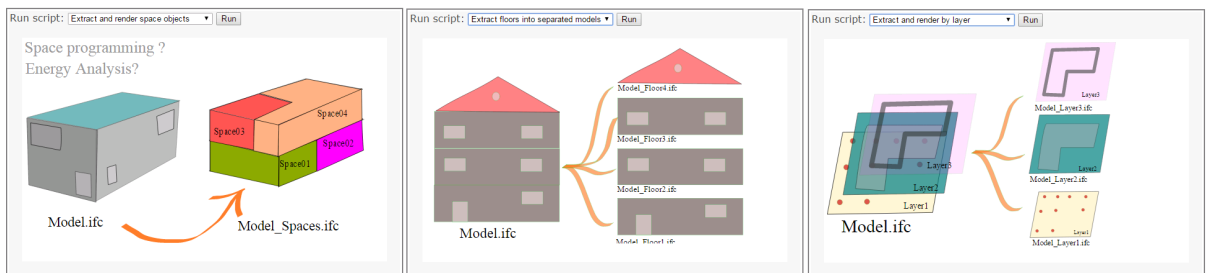 Run script: Extract and render space objects Run
Space programming ?
Energy Analysis?
Space03
Space04
Space01
Space02
Model.ifc
Model_Spaces.ifc
Run script: Extract floors into separated models Run
Model_Floor4.ifc
Model_Floor3.ifc
Model_Floor2.ifc
Model_Floor1.ifc
Model.ifc
Run script: Extract and render by layer Run
Layer3
Model_Layer3.ifc
Layer3
Layer2
Layer1
Layer2
Model_Layer2.ifc
Layer1
Model_Layer1.ifc
Model.ifc